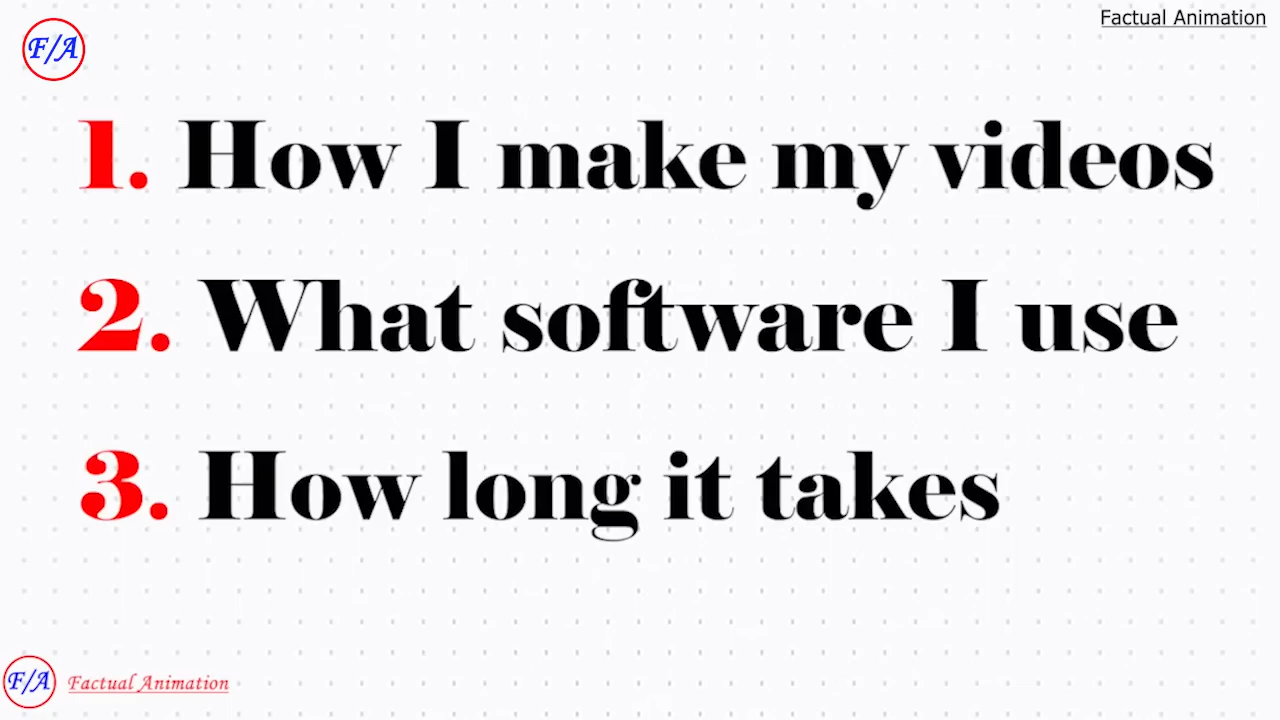 F/A
Factual Animation
1. How I make my videos
2. What software I use
3. How long it takes
F/A Factual Animation